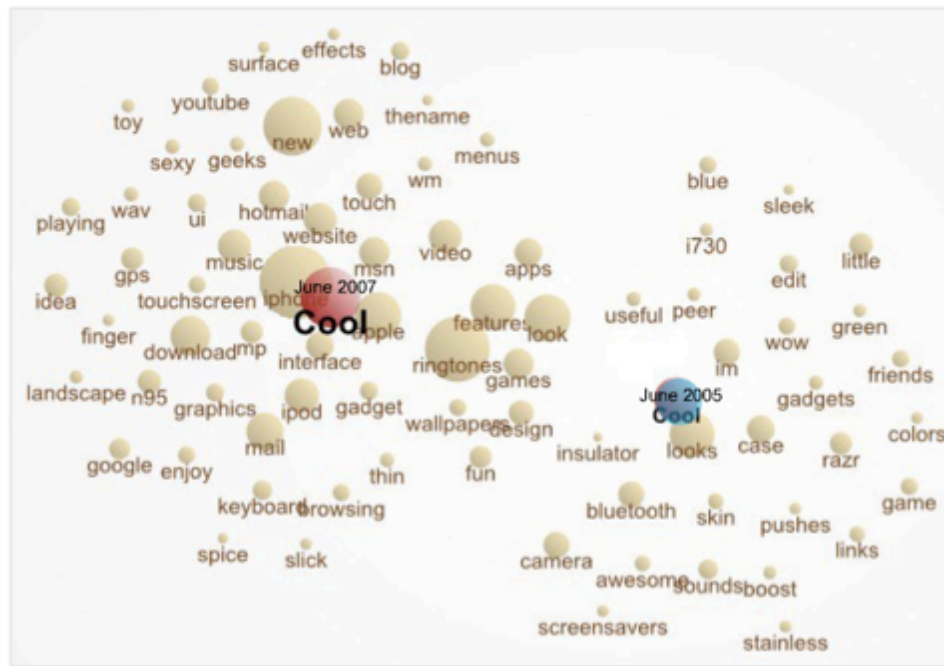 effects
surface
blog
youtube
toy
new
web
thename
sexy
geeks
menus
wm
blue
sleek
playing
wav
ui
hotmail
touch
website
music
msn
video
apps
i730
little
gps
edit
idea
touchscreen
iphone
June 2007
Cool
apple
features
look
useful
peer
green
finger
download
mp
interface
ringtones
games
im
wow
friends
landscape
n95
graphics
ipod
gadget
wallpapers
design
June 2005
Cool
gadgets
colors
google
enjoy
mail
thin
fun
insulator
looks
case
razr
keyboard
browsing
bluetooth
skin
pushes
game
spice
slick
camera
awesome
sounds
boost
links
screensavers
stainless